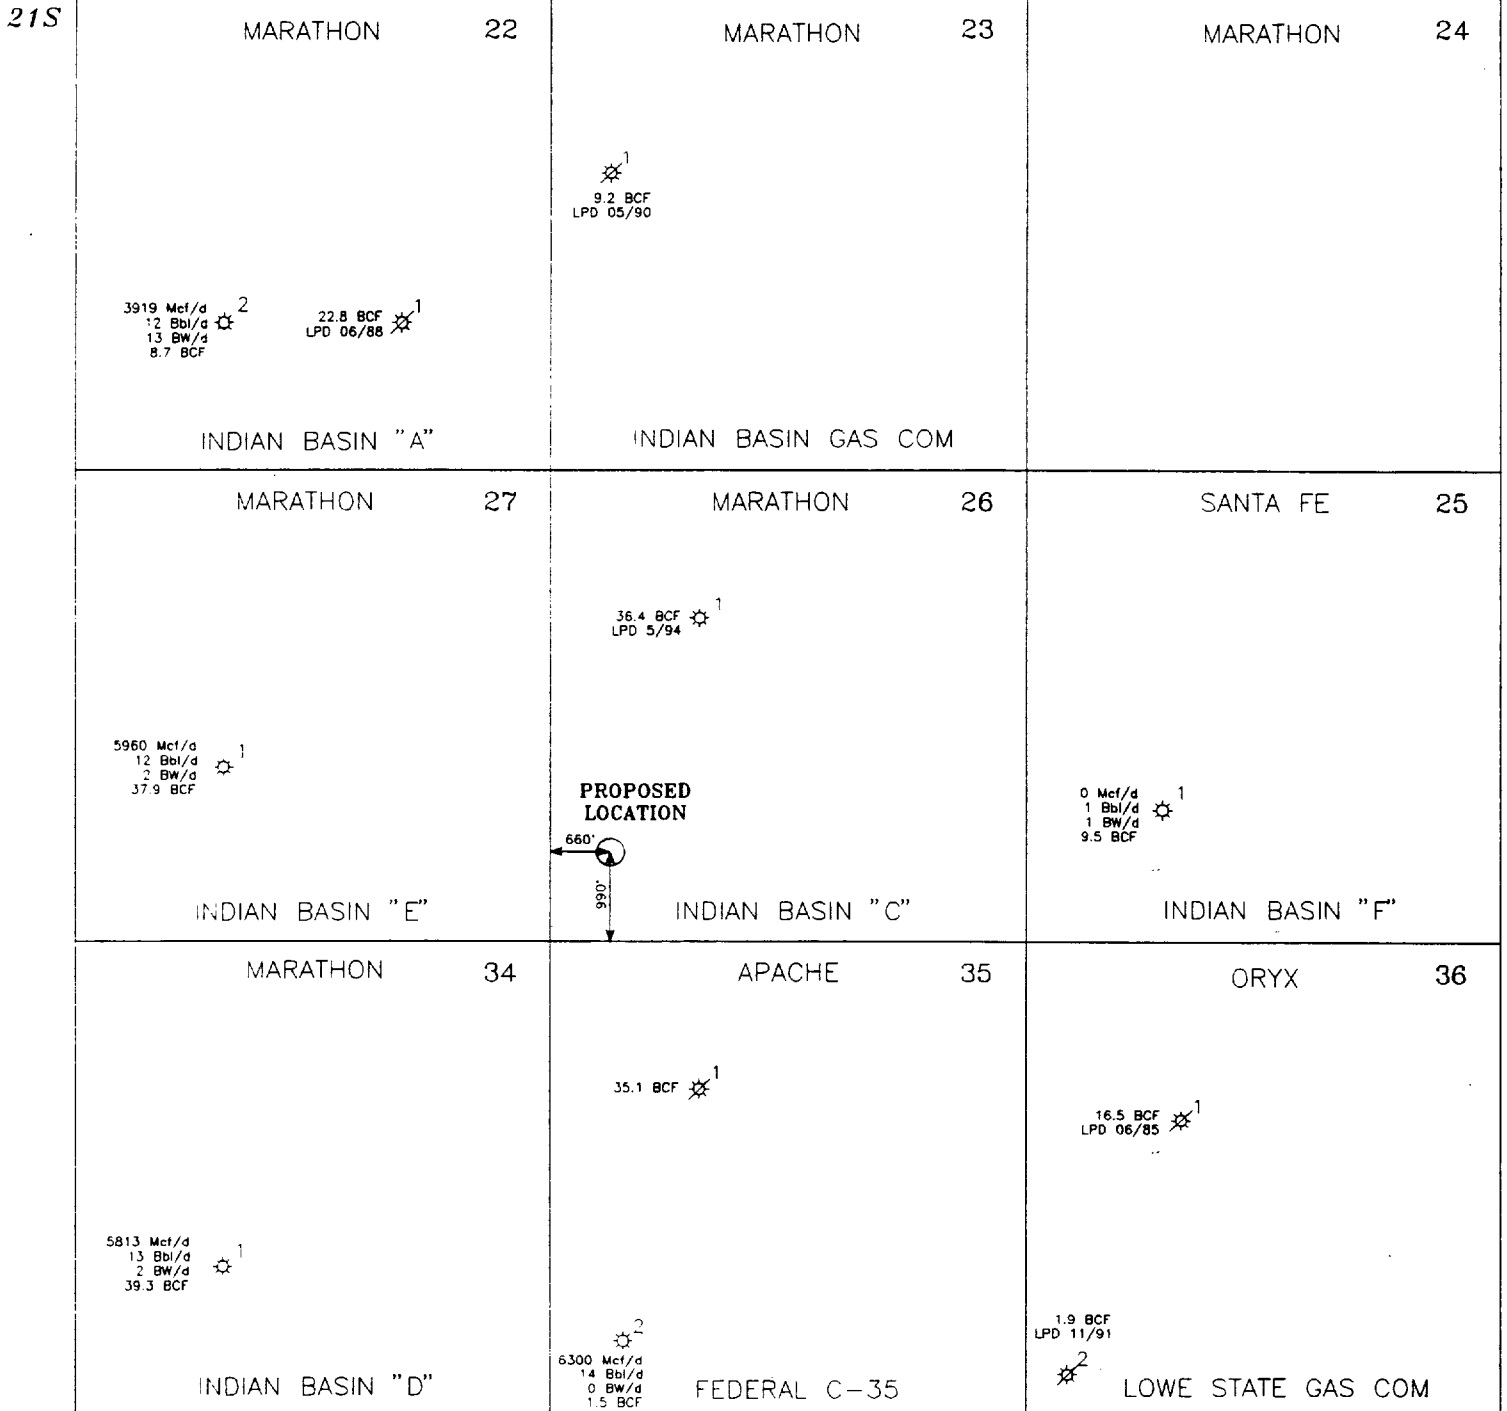 21S
MARATHON 22
MARATHON 23
MARATHON 24
1
9.2 BCF
LPD 05/90
3919 Mcf/d
12 Bbl/d
13 BW/d
8.7 BCF
2
22.8 BCF
LPD 06/88
1
INDIAN BASIN "A"
INDIAN BASIN GAS COM
MARATHON 27
MARATHON 26
SANTA FE 25
36.4 BCF
LPD 5/94
1
5960 Mcf/d
12 Bbl/d
2 BW/d
37.9 BCF
1
PROPOSED
LOCATION
660'
990'
0 Mcf/d
1 Bbl/d
1 BW/d
9.5 BCF
1
INDIAN BASIN "E"
INDIAN BASIN "C"
INDIAN BASIN "F"
MARATHON 34
APACHE 35
ORYX 36
35.1 BCF
1
16.5 BCF
LPD 06/85
1
5813 Mcf/d
13 Bbl/d
2 BW/d
39.3 BCF
1
2
6300 Mcf/d
14 Bbl/d
0 BW/d
1.5 BCF
1.9 BCF
LPD 11/91
2
INDIAN BASIN "D"
FEDERAL C-35
LOWE STATE GAS COM